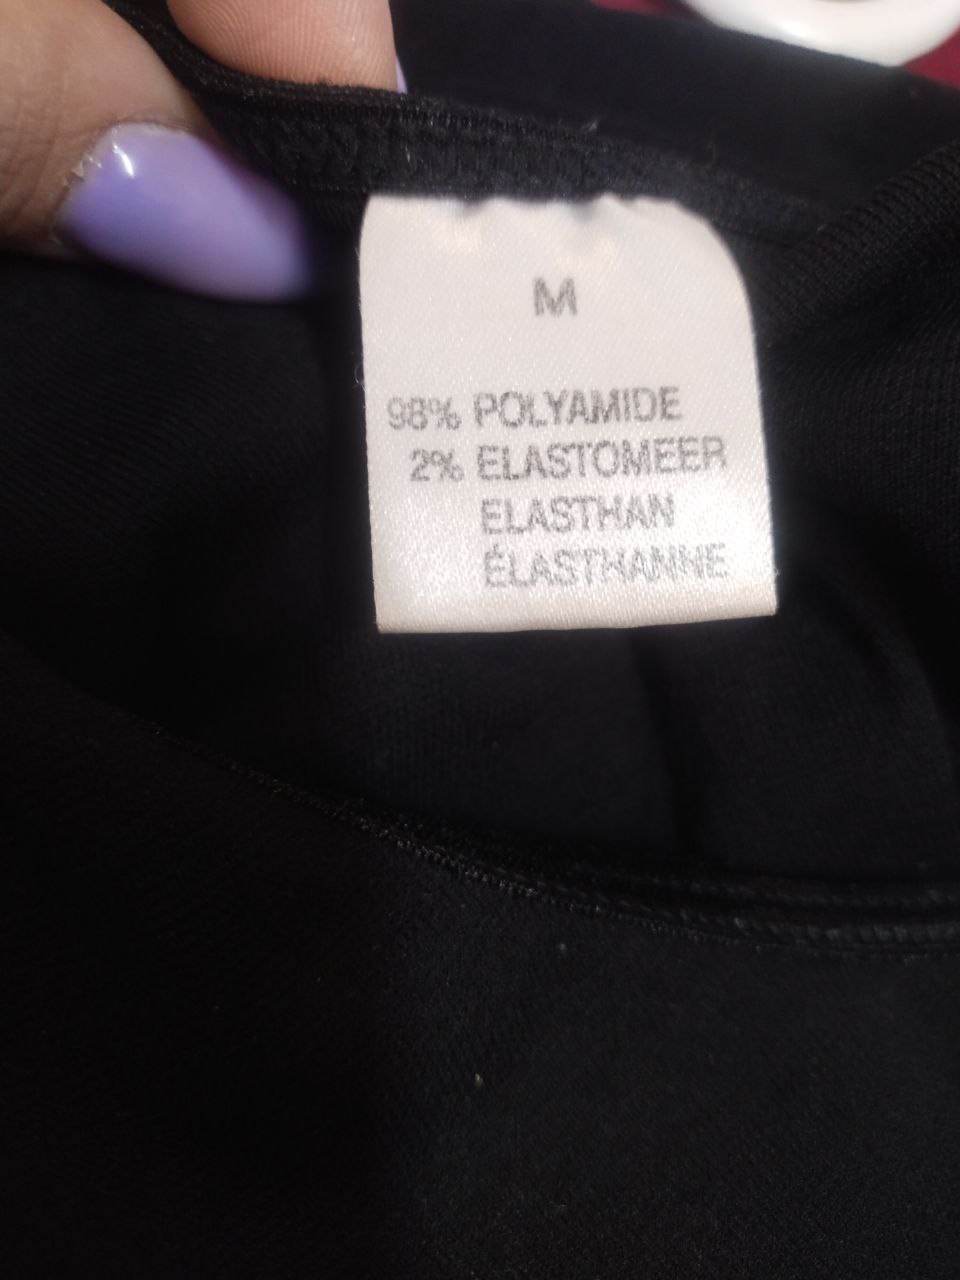 M
98% POLYAMIDE
2% ELASTOMEER
ELASTHAN
ÉLASTHANNE